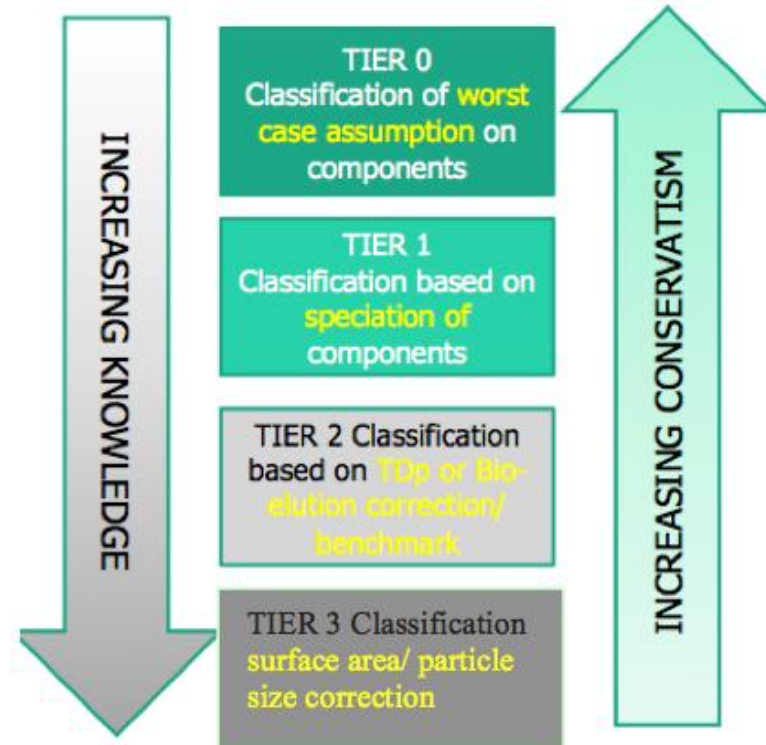 INCREASING KNOWLEDGE
TIER 0
Classification of worst
case assumption on
components
TIER 1
Classification based on
speciation of
components
TIER 2 Classification
based on TDp or Bio-
elution correction/
benchmark
TIER 3 Classification
surface area/ particle
size correction
INCREASING CONSERVATISM